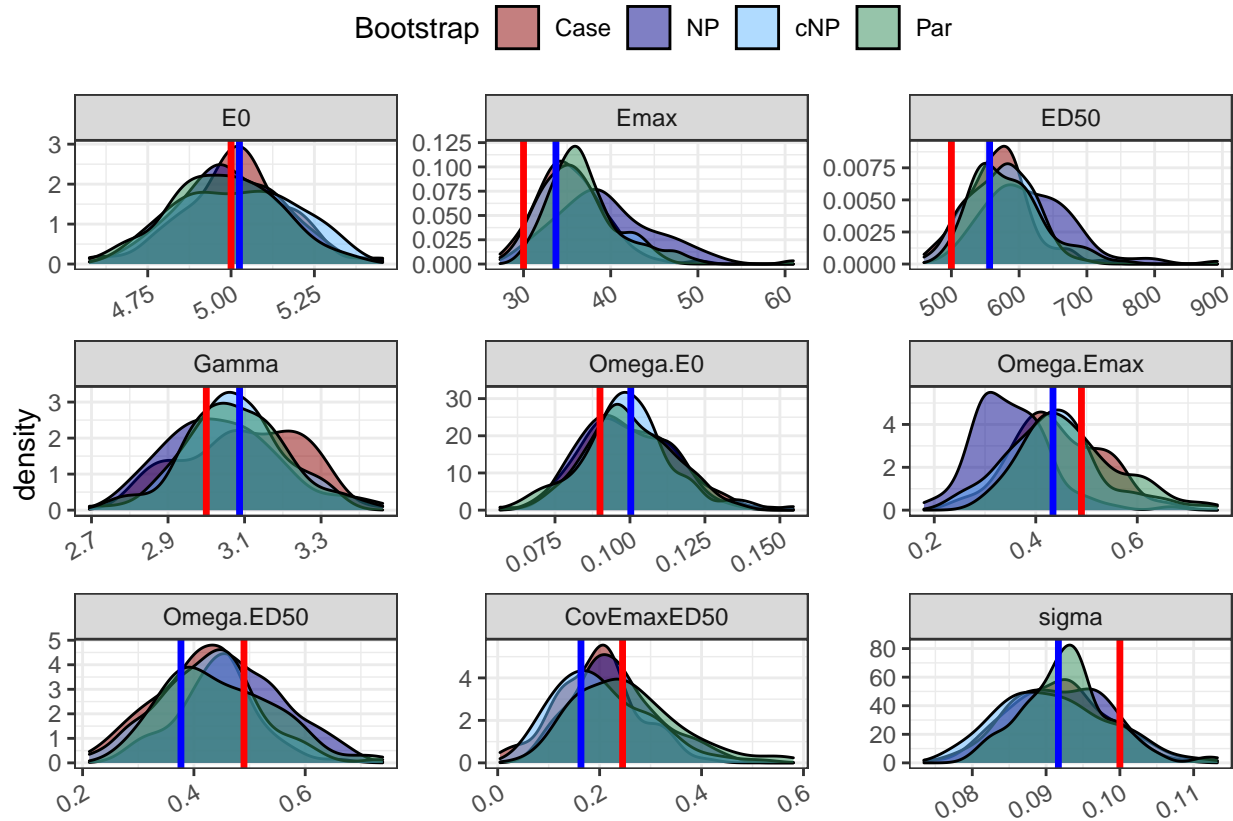 Bootstrap Case NP cNP Par
E0 Emax ED50
3 2 1 0
4.75 5.00 5.25
0.125 0.100 0.075 0.050 0.025 0.000
30 40 50 60
0.0075 0.0050 0.0025 0.0000
500 600 700 800 900
density
Gamma Omega.E0 Omega.Emax
3 2 1 0
2.7 2.9 3.1 3.3
30 20 10 0
0.075 0.100 0.125 0.150
4 2 0
0.2 0.4 0.6
Omega.ED50 CovEmaxED50 sigma
5 4 3 2 1 0
0.2 0.4 0.6
4 2 0
0.0 0.2 0.4 0.6
80 60 40 20 0
0.08 0.09 0.10 0.11